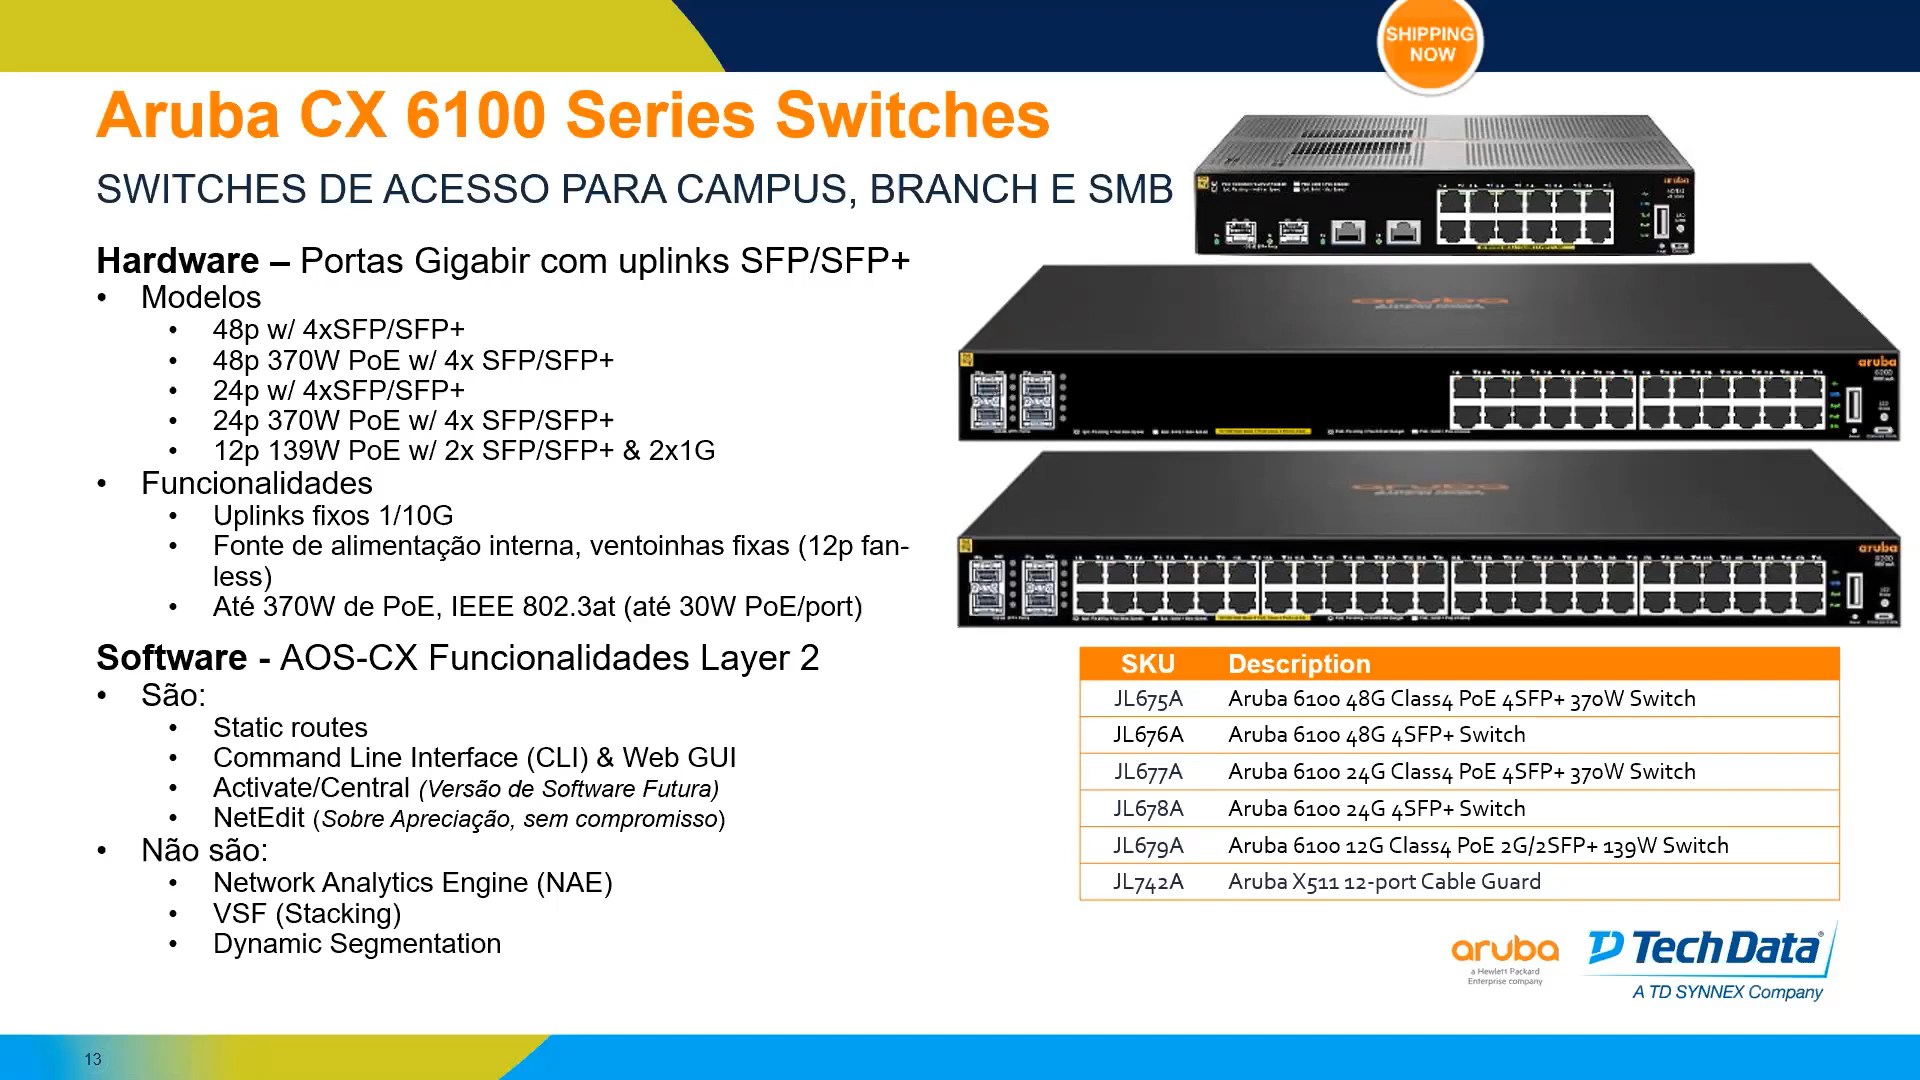 SHIPPING
NOW
Aruba CX 6100 Series Switches
SWITCHES DE ACESSO PARA CAMPUS, BRANCH E SMB
Hardware – Portas Gigabir com uplinks SFP/SFP+
• Modelos
• 48p w/ 4xSFP/SFP+
• 48p 370W PoE w/ 4x SFP/SFP+
• 24p w/ 4xSFP/SFP+
• 24p 370W PoE w/ 4x SFP/SFP+
• 12p 139W PoE w/ 2x SFP/SFP+ & 2x1G
• Funcionalidades
• Uplinks fixos 1/10G
• Fonte de alimentação interna, ventoinhas fixas (12p fan-
less)
• Até 370W de PoE, IEEE 802.3at (até 30W PoE/port)
Software - AOS-CX Funcionalidades Layer 2
• São:
• Static routes
• Command Line Interface (CLI) & Web GUI
• Activate/Central (Versão de Software Futura)
• NetEdit (Sobre Apreciação, sem compromisso)
• Não são:
• Network Analytics Engine (NAE)
• VSF (Stacking)
• Dynamic Segmentation
aruba
aruba
aruba
aruba
aruba
SKU Description
JL675A Aruba 6100 48G Class4 PoE 4SFP+ 370W Switch
JL676A Aruba 6100 48G 4SFP+ Switch
JL677A Aruba 6100 24G Class4 PoE 4SFP+ 370W Switch
JL678A Aruba 6100 24G 4SFP+ Switch
JL679A Aruba 6100 12G Class4 PoE 2G/2SFP+ 139W Switch
JL742A Aruba X511 12-port Cable Guard
aruba
a Hewlett Packard
Enterprise company
Tech Data®
A TD SYNNEX Company
13